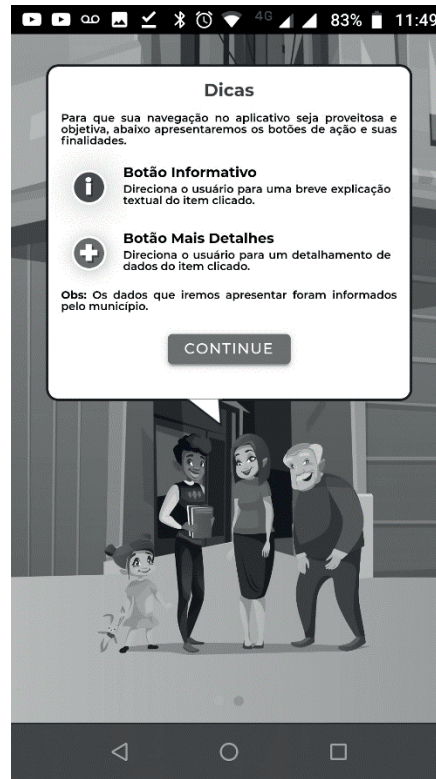 4G 83% 11:49
Dicas
Para que sua navegação no aplicativo seja proveitosa e
objetiva, abaixo apresentaremos os botões de ação e suas
finalidades.
Botão Informativo
Direciona o usuário para uma breve explicação
textual do item clicado.
Botão Mais Detalhes
Direciona o usuário para um detalhamento de
dados do item clicado.
Obs: Os dados que iremos apresentar foram informados
pelo município.
CONTINUE